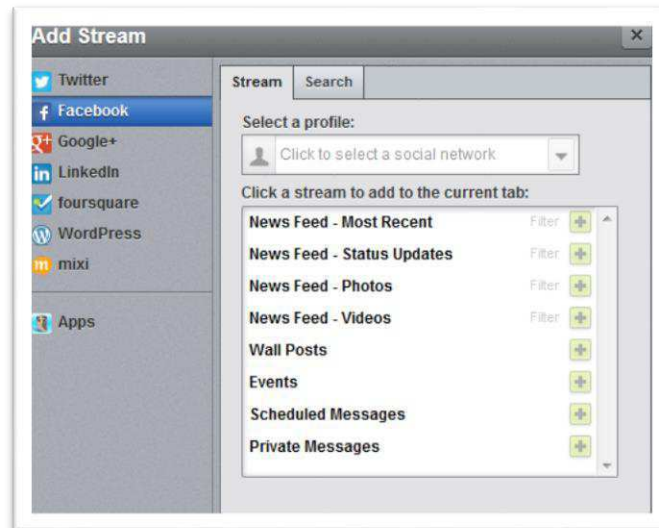 Add Stream
Twitter
Facebook
Google+
LinkedIn
foursquare
WordPress
mixi
Apps
Stream Search
Select a profile:
Click to select a social network
Click a stream to add to the current tab:
News Feed - Most Recent Filter
News Feed - Status Updates Filter
News Feed - Photos Filter
News Feed - Videos Filter
Wall Posts
Events
Scheduled Messages
Private Messages